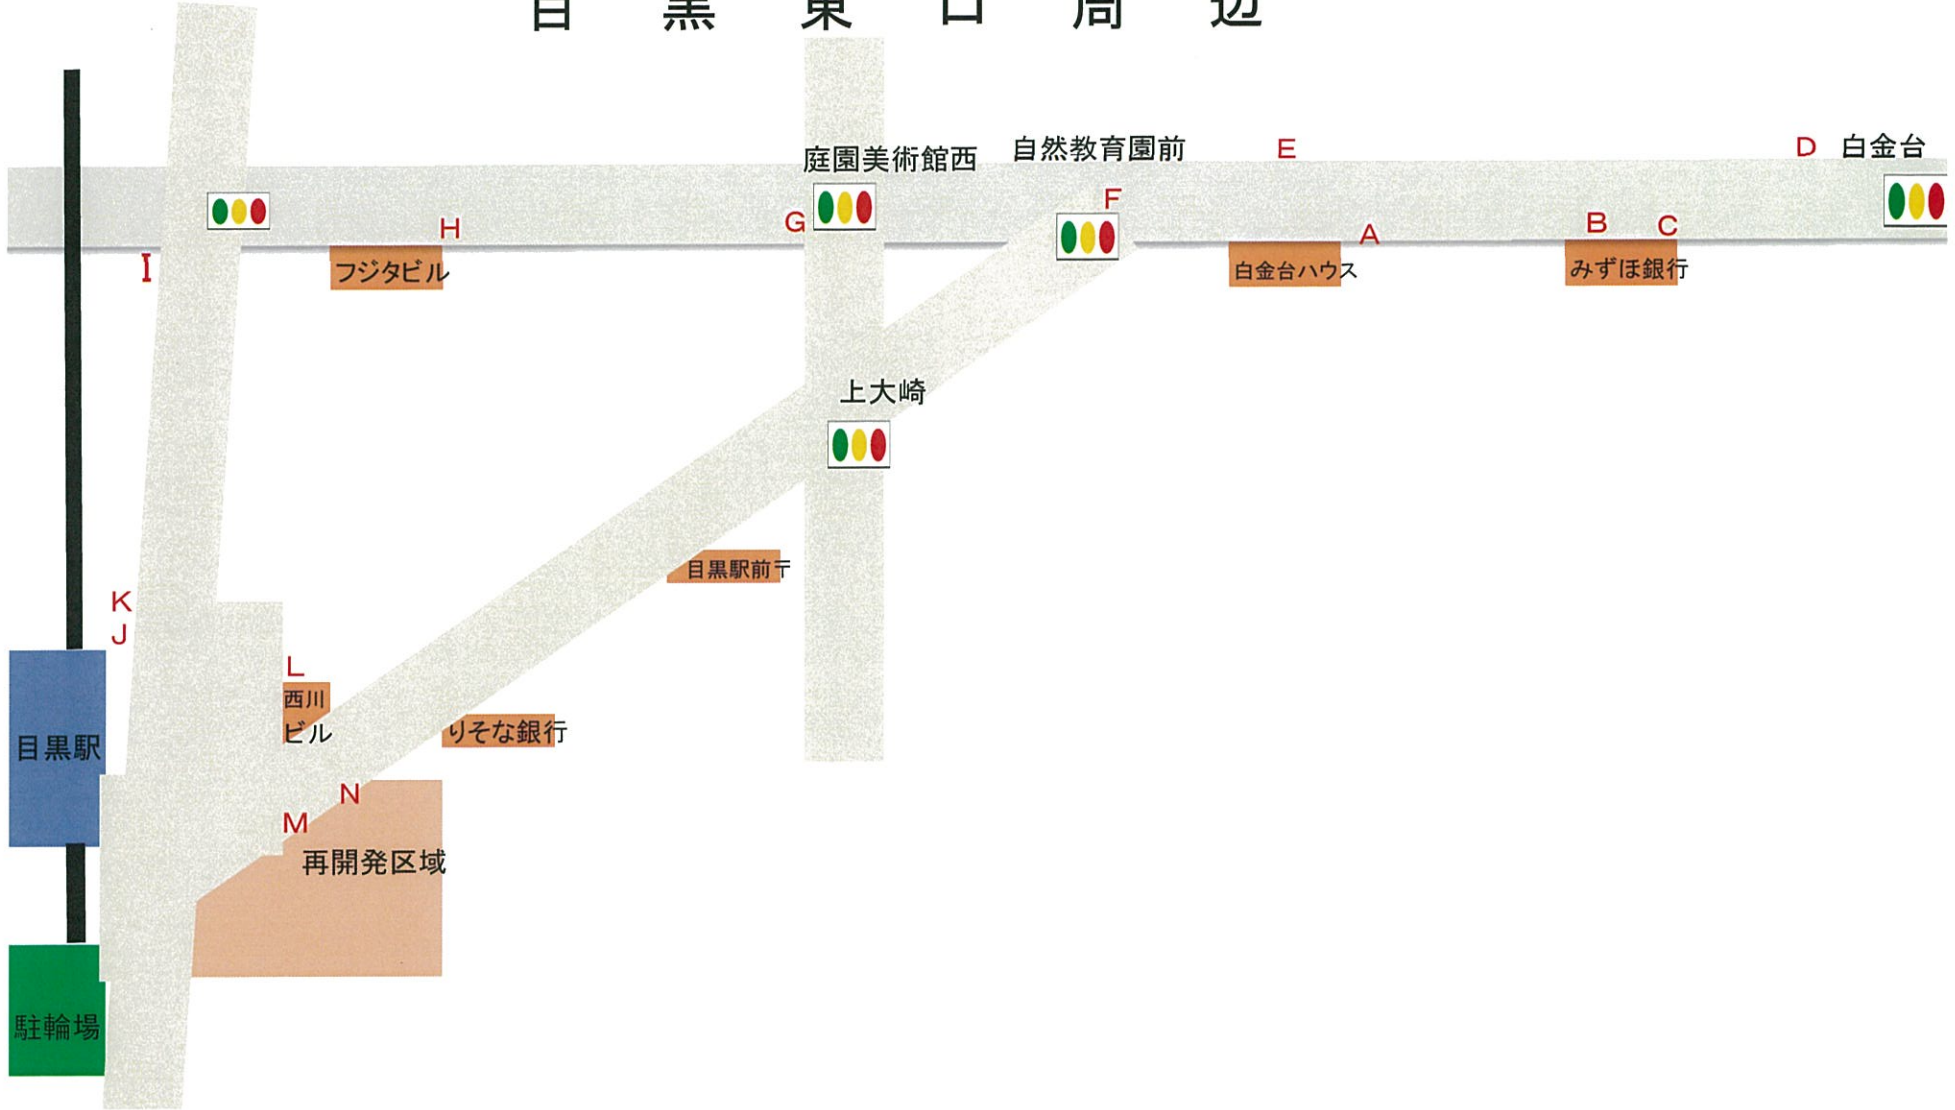 目黒東口周辺
庭園美術館西
自然教育園前
E
D
白金台
F
H
G
A
B
C
I
フジタビル
白金台ハウス
みずほ銀行
上大崎
目黒駅前〒
K
J
L
西川
ビル
りそな銀行
目黒駅
N
M
再開発区域
駐輪場